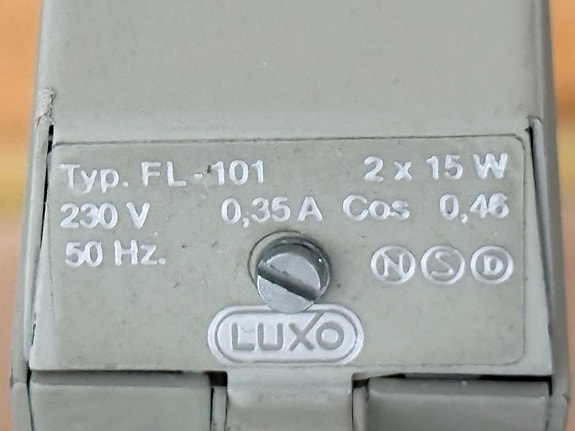 Typ. FL-101 2 x 15 W
230 V 0,35 A Cos 0,46
50 Hz. N S D
LUXO